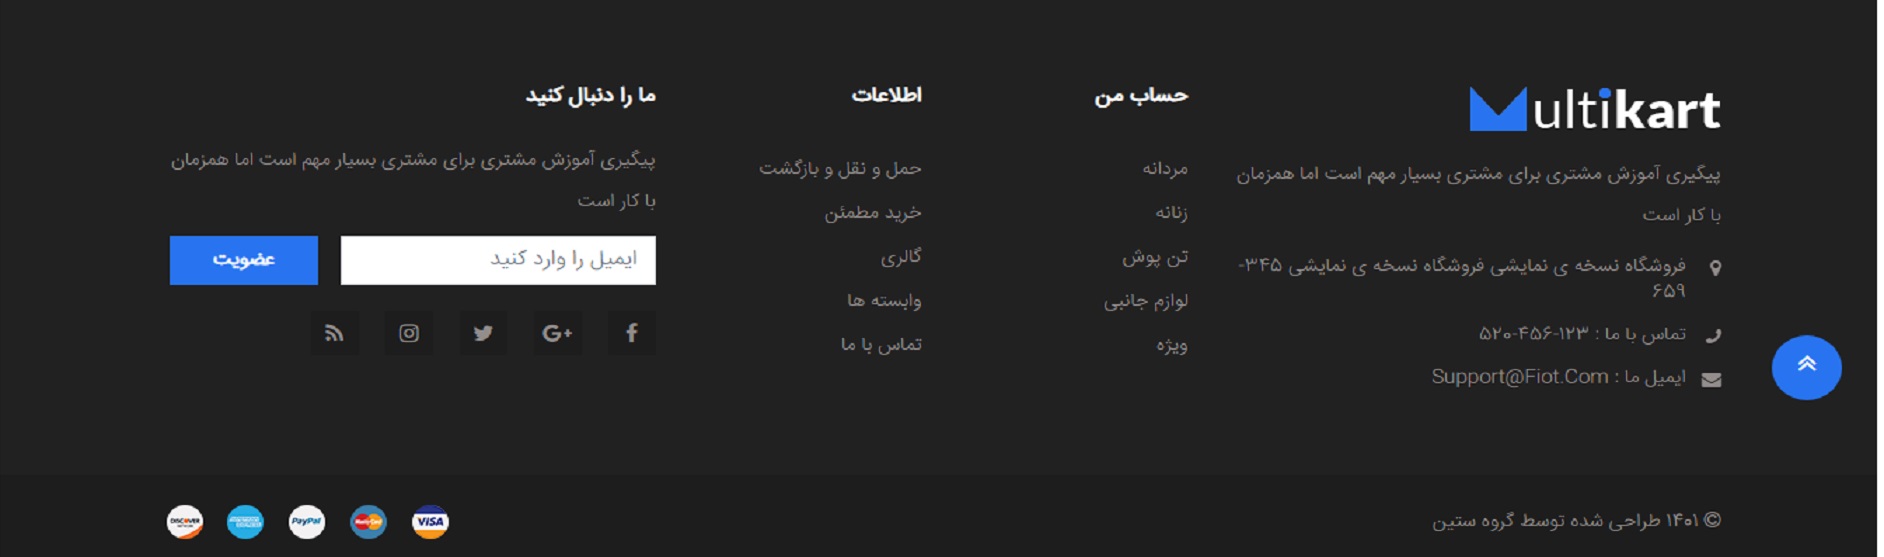 Multikart
پیگیری آموزش مشتری برای مشتری بسیار مهم است اما همزمان
با کار است
فروشگاه نسخه ی نمایشی فروشگاه نسخه ی نمایشی ۳۴۵-
۶۵۹
تماس با ما : ۱۲۳-۴۵۶-۵۲۰
ایمیل ما : Support@Fiot.Com
حساب من
مردانه
زنانه
تن پوش
لوازم جانبی
ویژه
اطلاعات
حمل و نقل و بازگشت
خرید مطمئن
گالری
وابسته ها
تماس با ما
ما را دنبال کنید
پیگیری آموزش مشتری برای مشتری بسیار مهم است اما همزمان
با کار است
ایمیل را وارد کنید
عضویت
© ۱۴۰۱ طراحی شده توسط گروه ستین
VISA
MasterCard
PayPal
DISCOVER